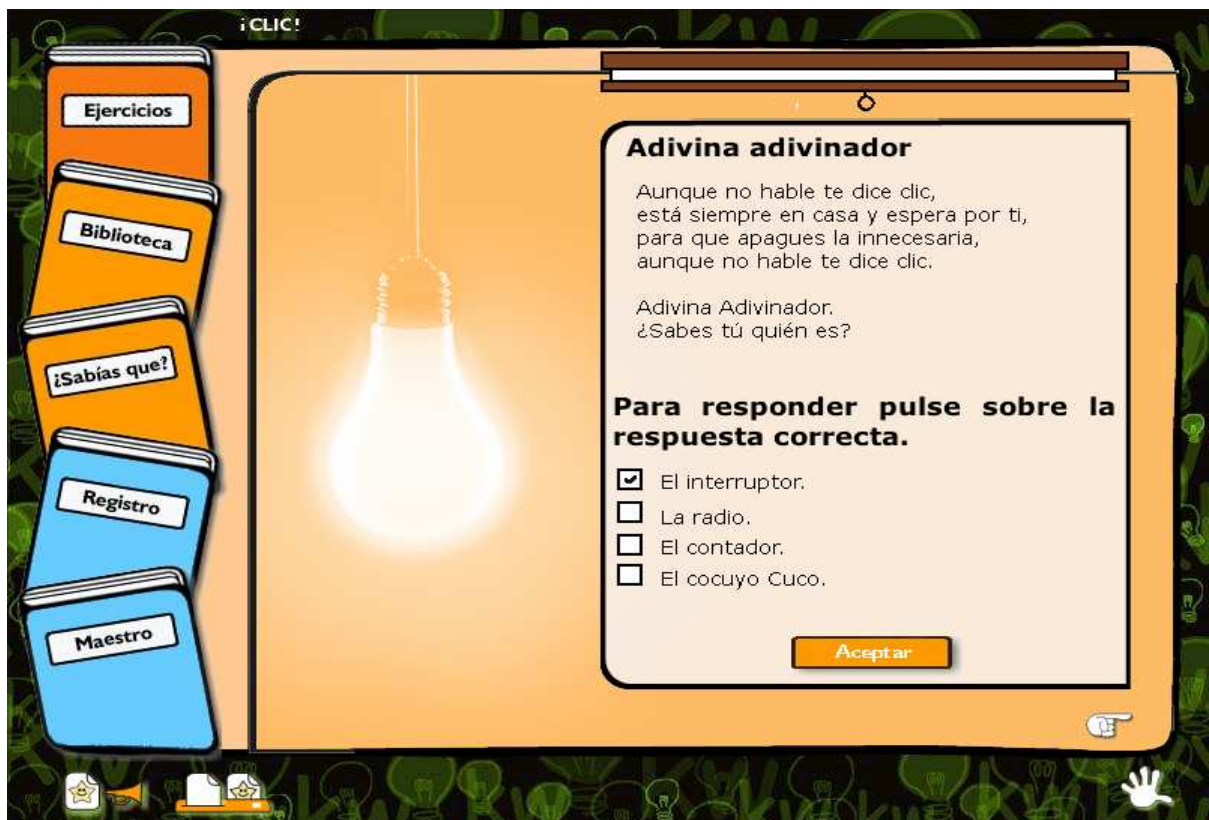 ¡CLIC!
Ejercicios
Biblioteca
¿Sabías que?
Registro
Maestro
Adivina adivinador
Aunque no hable te dice clic,
está siempre en casa y espera por ti,
para que apagues la innecesaria,
aunque no hable te dice clic.
Adivina Adivinador.
¿Sabes tú quién es?
Para responder pulse sobre la
respuesta correcta.
El interruptor.
La radio.
El contador.
El cocuyo Cuco.
Aceptar